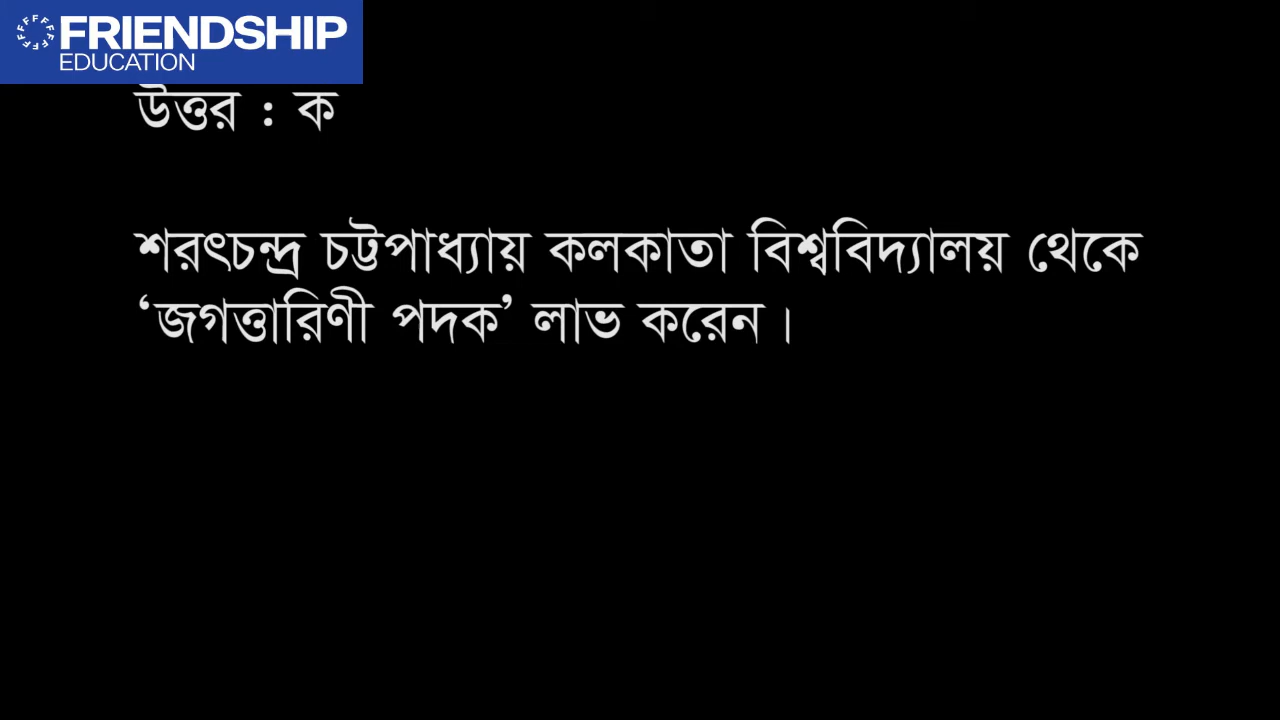 FRIENDSHIP
EDUCATION
উত্তর : ক
শরৎচন্দ্র চট্টপাধ্যায় কলকাতা বিশ্ববিদ্যালয় থেকে
‘জগত্তারিণী পদক’ লাভ করেন।